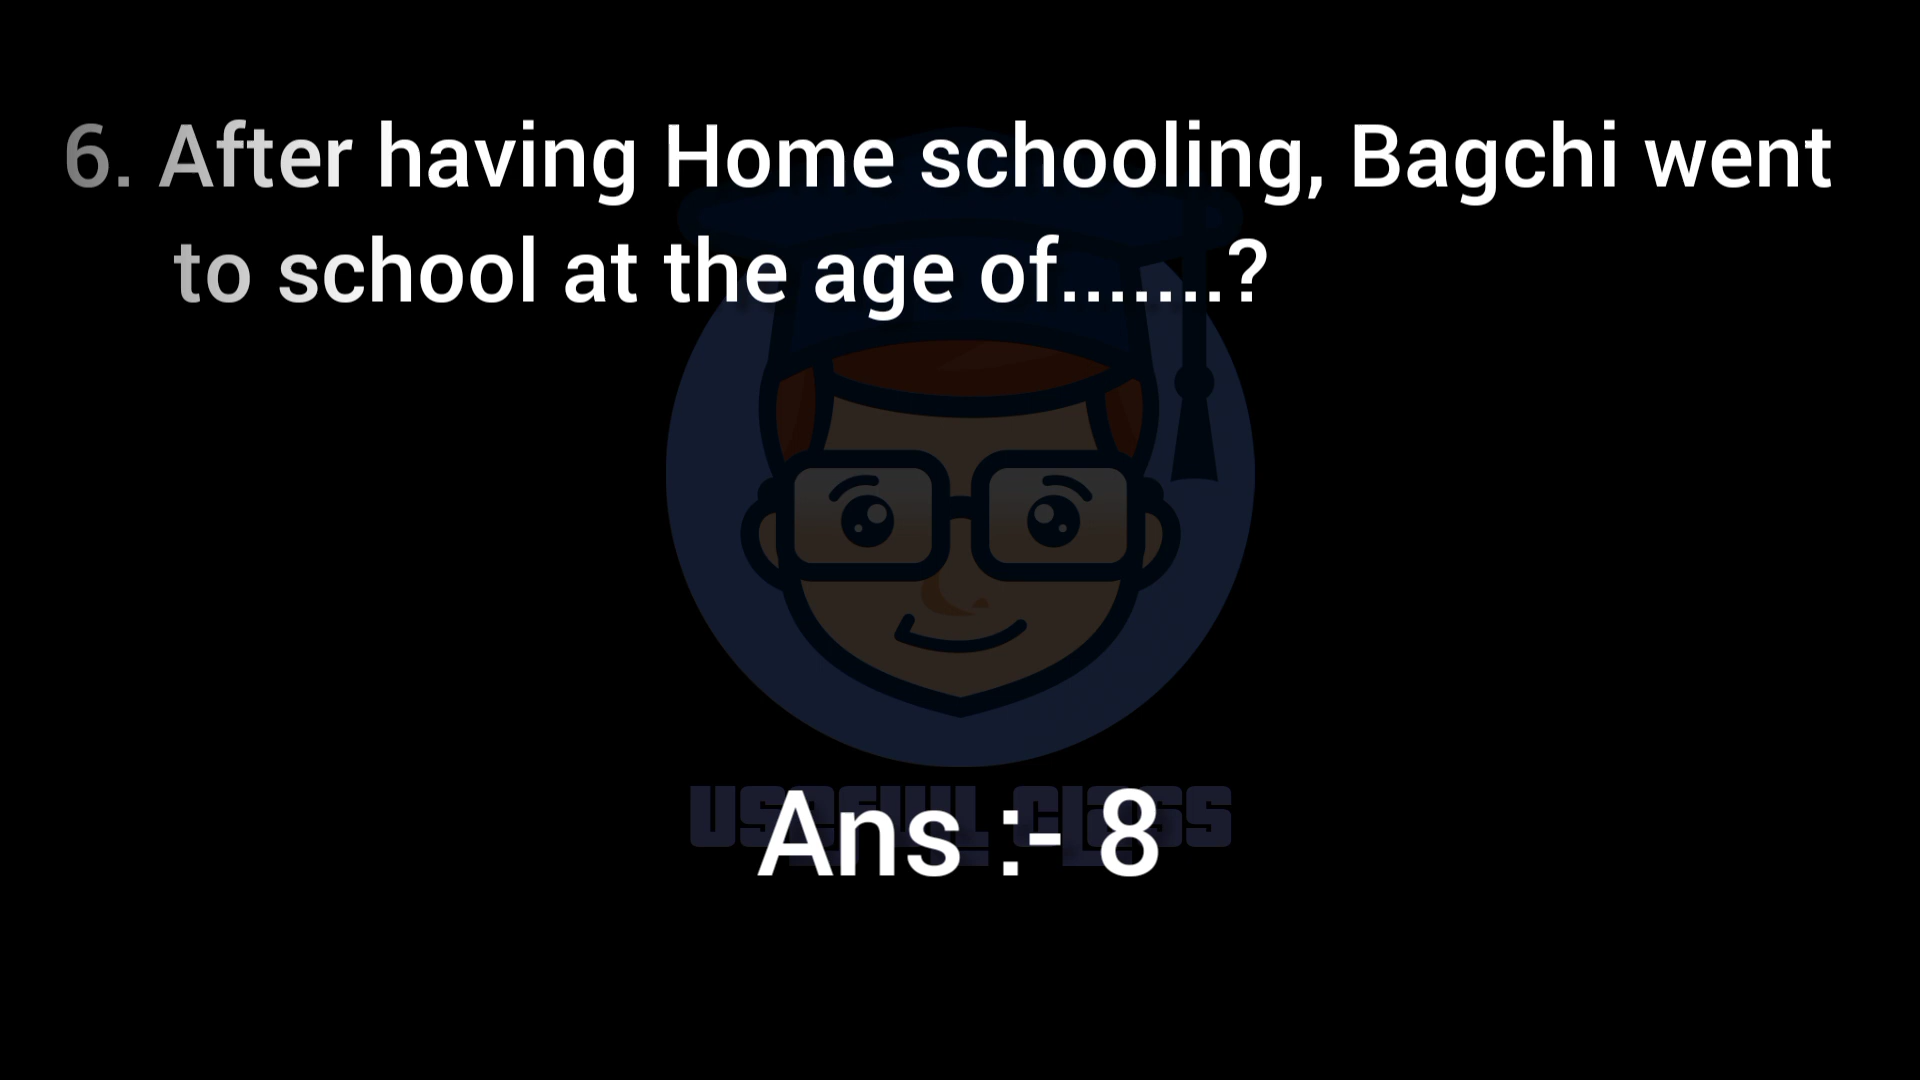 6. After having Home schooling, Bagchi went
to school at the age of.......?
USEFUL CLASS
Ans :- 8